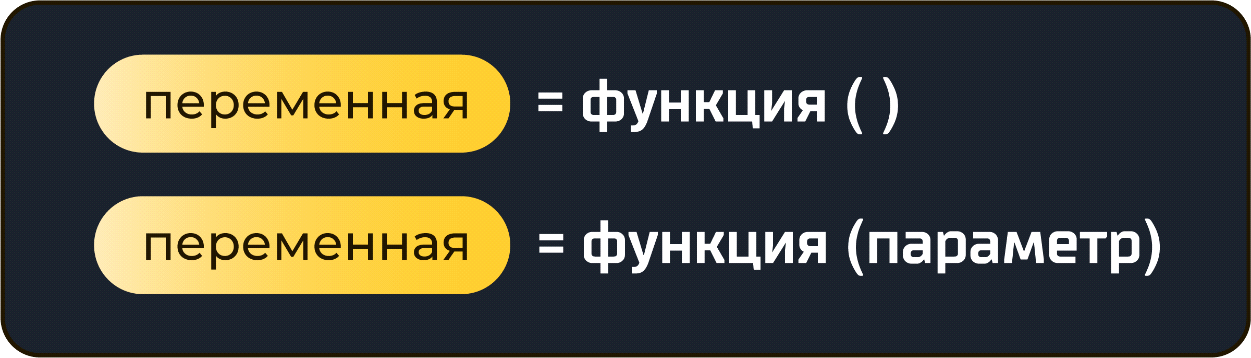 переменная = функция ( )
переменная = функция (параметр)